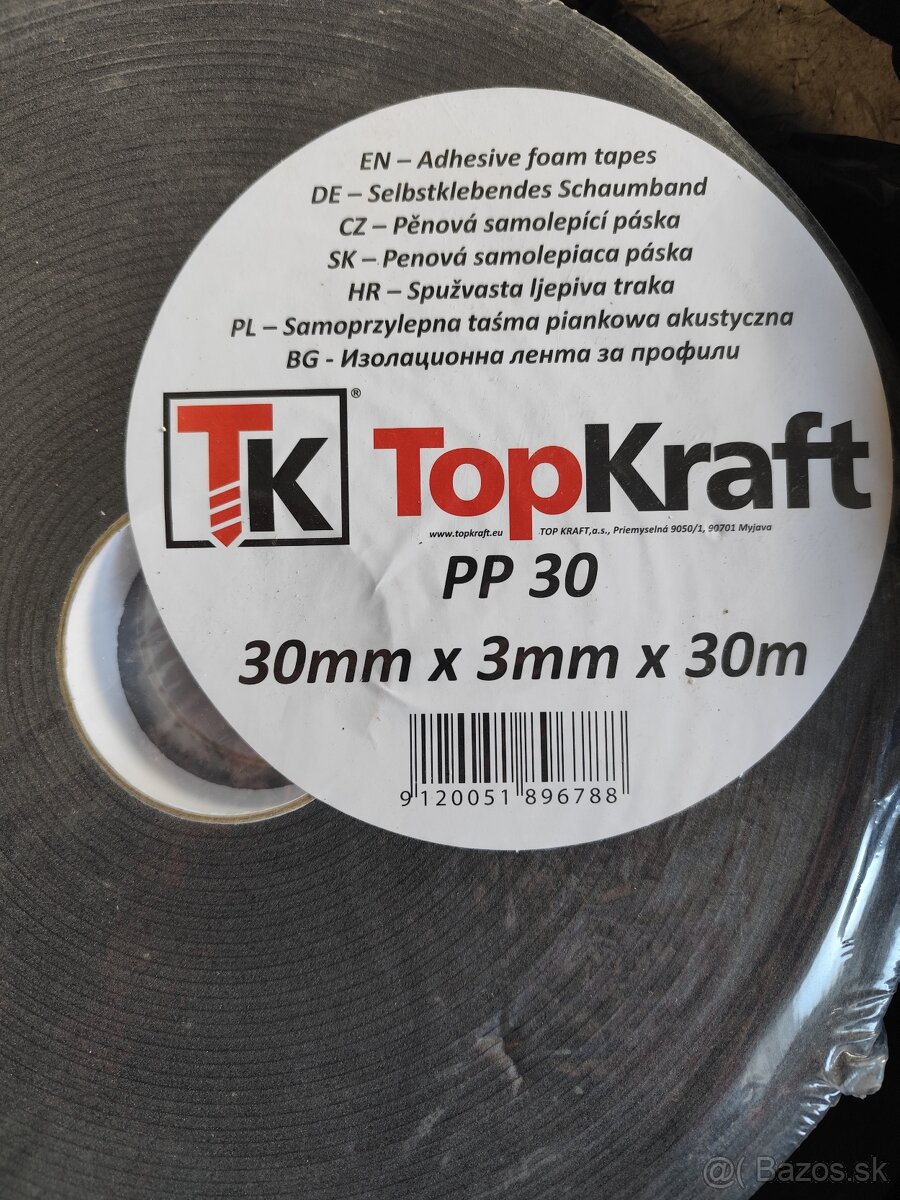 EN – Adhesive foam tapes
DE – Selbstklebendes Schaumband
CZ – Pěnová samolepící páska
SK – Penová samolepiaca páska
HR – Spužvasta ljepiva traka
PL – Samoprzylepna taśma piankowa akustyczna
BG - Изолационна лента за профили
TK ®
TopKraft
www.topkraft.eu TOP KRAFT,a.s., Priemyselná 9050/1, 90701 Myjava
PP 30
30mm x 3mm x 30m
9 120051 896788
@( Bazos.sk